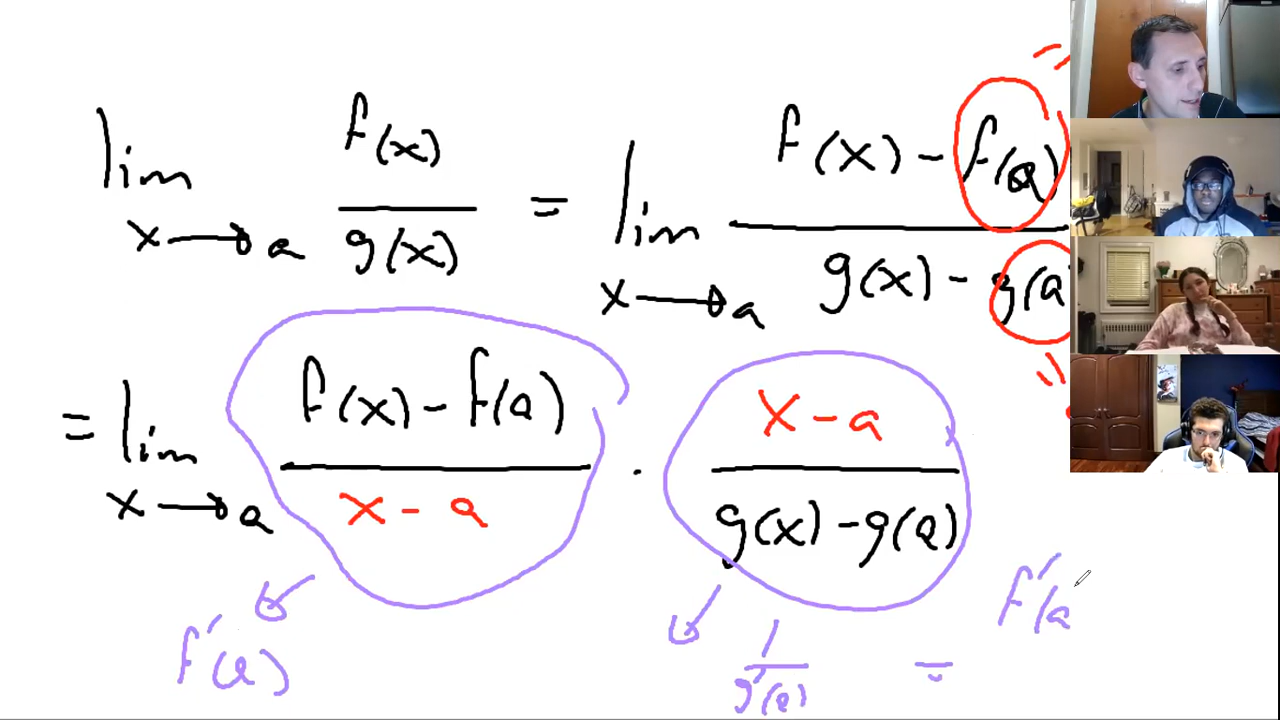 lim x→a f(x) / g(x) = lim x→a f(x) - f(a) / g(x) - g(a)
= lim x→a f(x) - f(a) / x - a · x - a / g(x) - g(a)
f'(a) 1 / g'(a) = f'(a